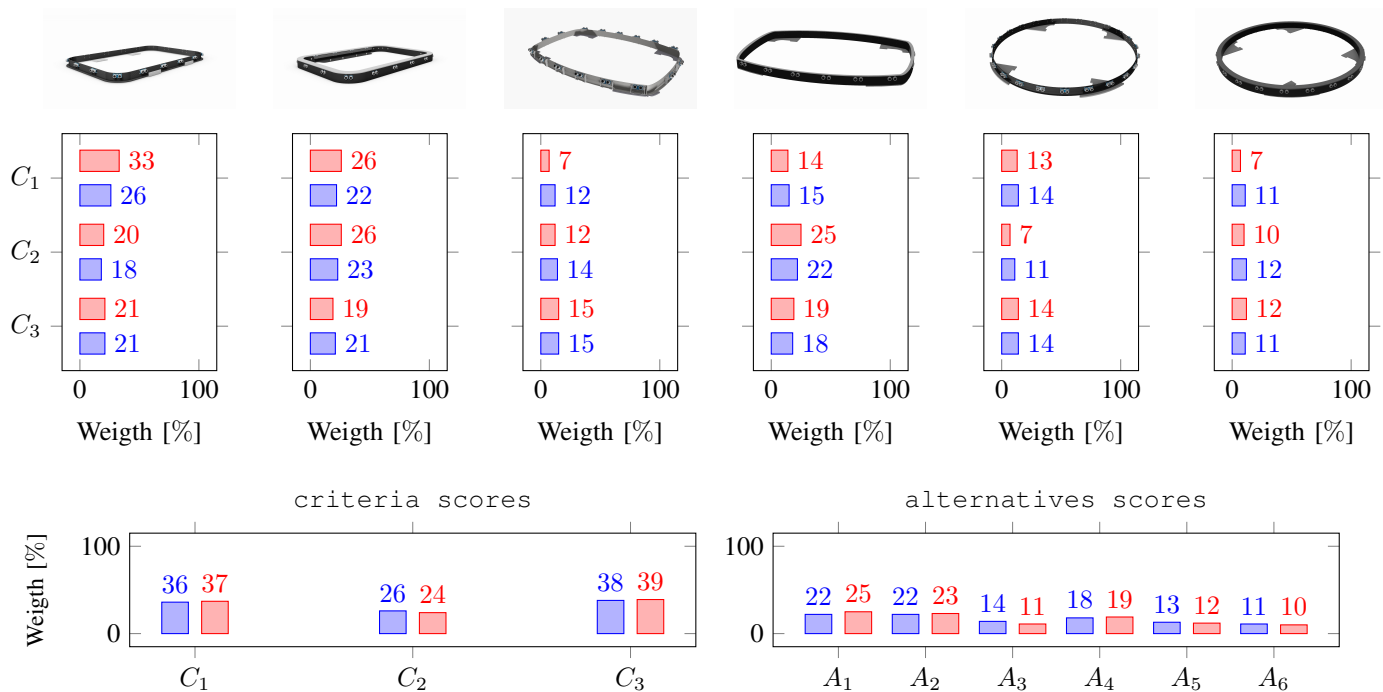 33 26 7 14 13 7
C₁
26 22 12 15 14 11
20 26 12 25 7 10
C₂
18 23 14 22 11 12
21 19 15 19 14 12
C₃
21 21 15 18 14 11
0 100 0 100 0 100 0 100 0 100 0 100
Weigth [%] Weigth [%] Weigth [%] Weigth [%] Weigth [%] Weigth [%]
criteria scores
Weigth [%]
100
0
36 37 26 24 38 39
C₁ C₂ C₃
alternatives scores
100
0
22 25 22 23 14 11 18 19 13 12 11 10
A₁ A₂ A₃ A₄ A₅ A₆